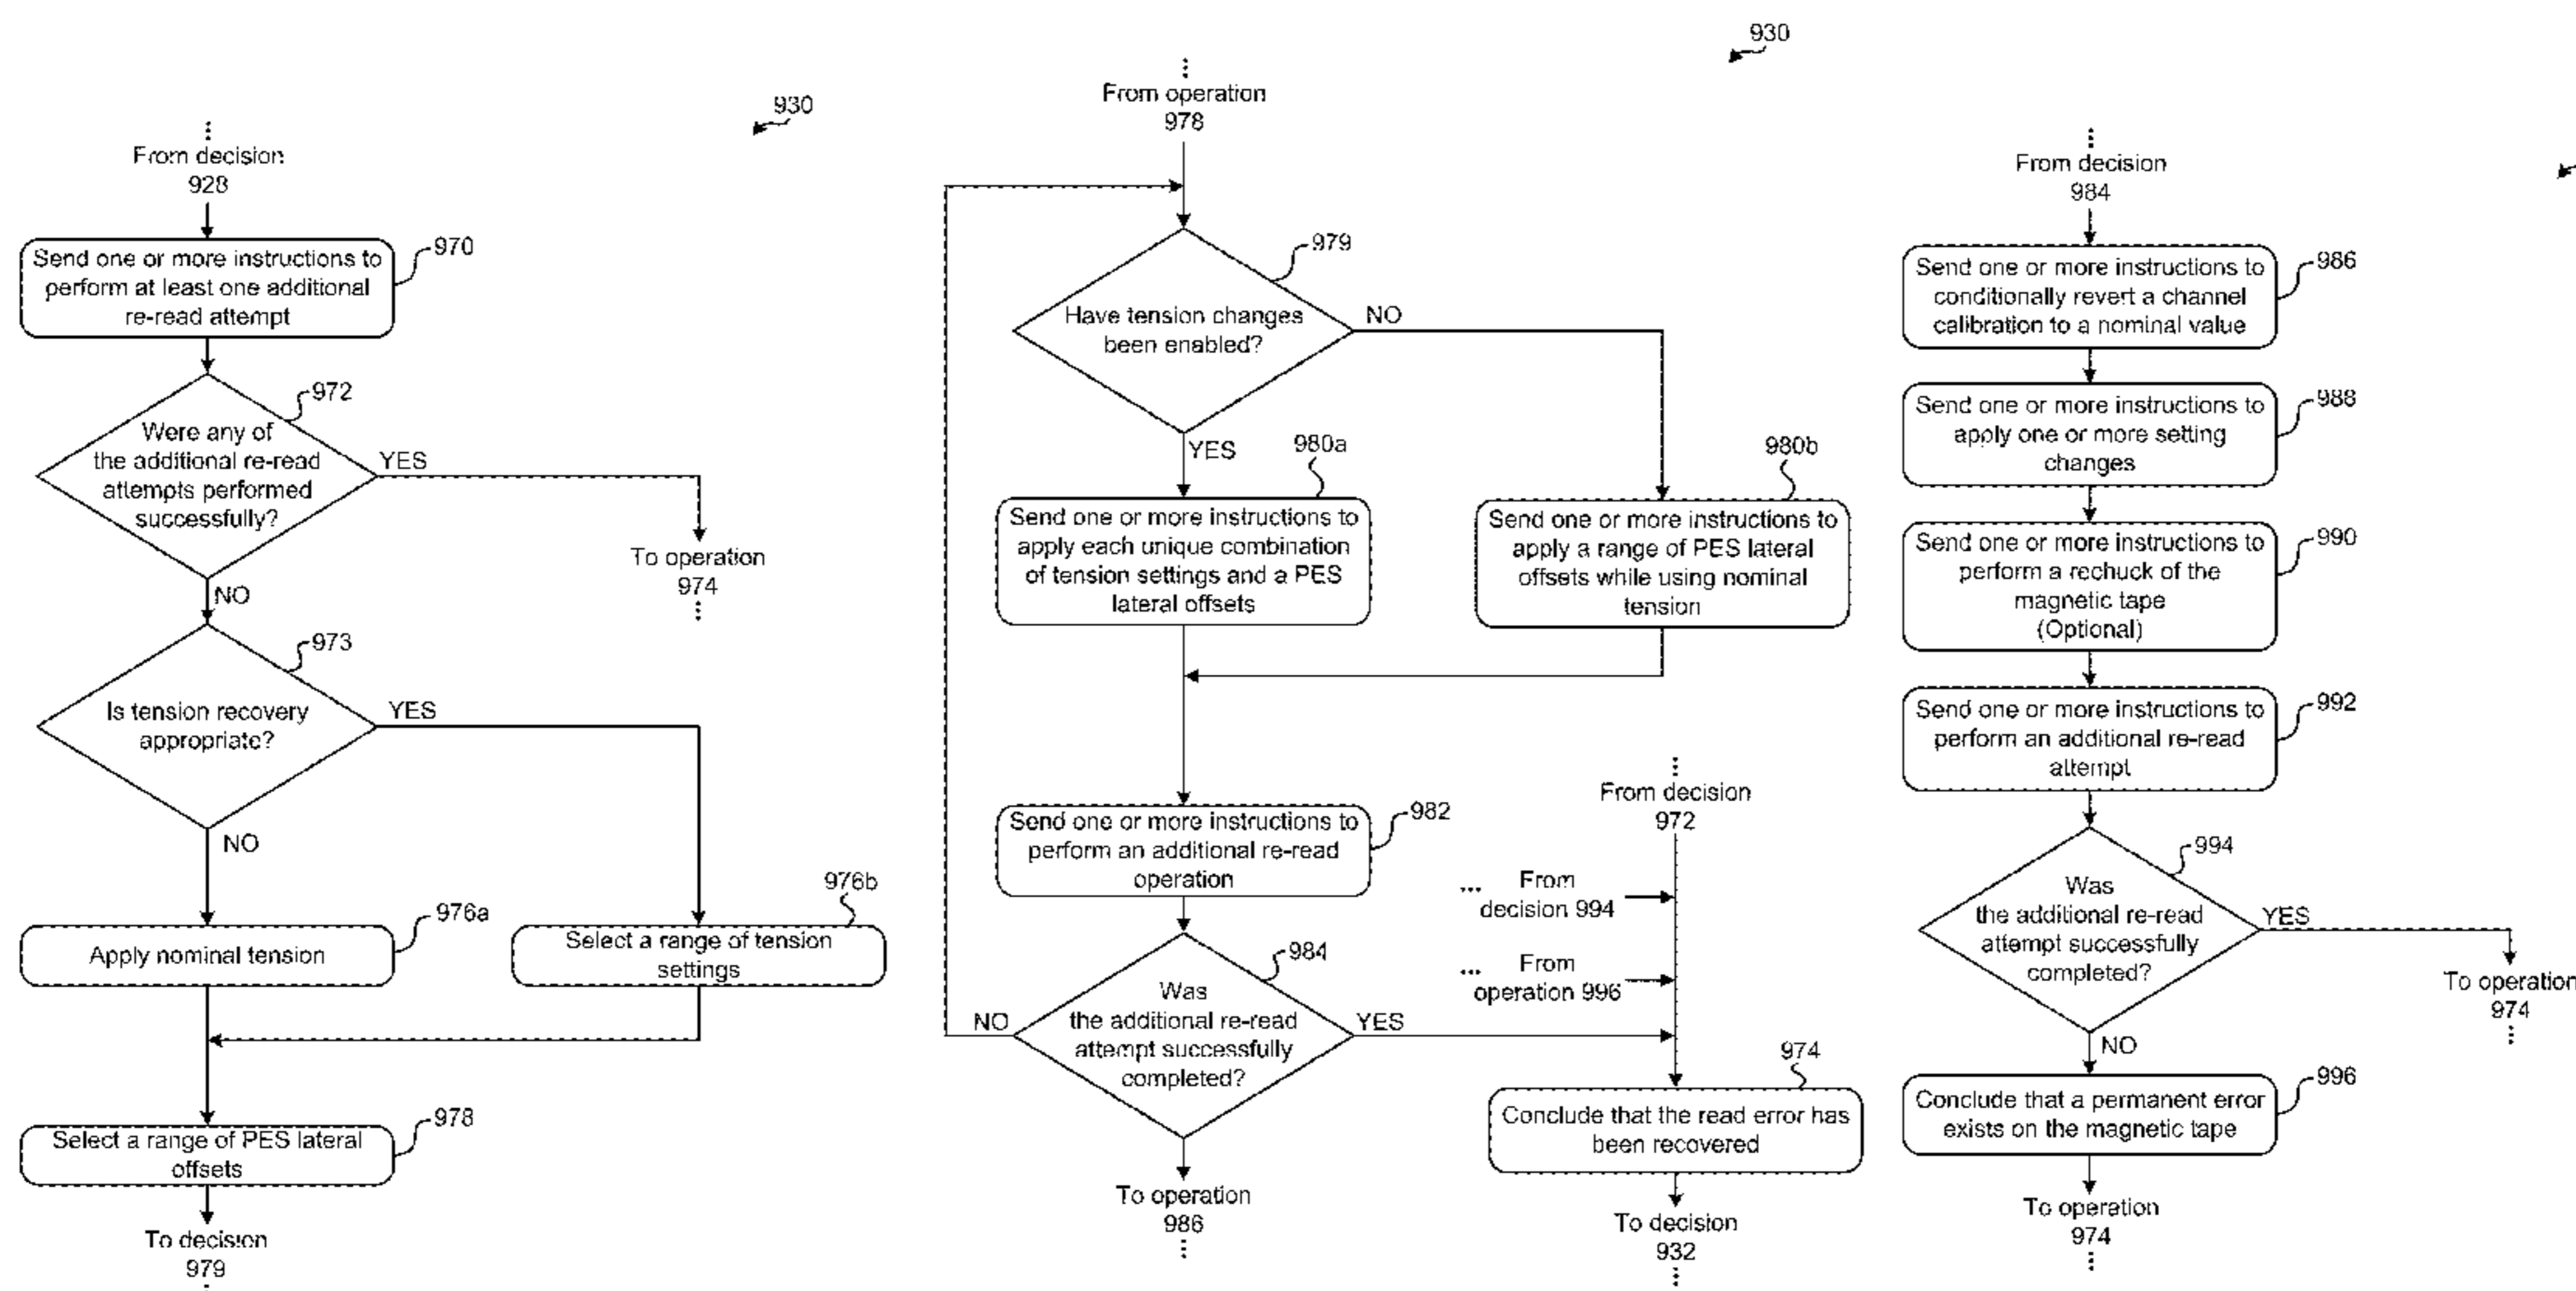 930
From decision
928
Send one or more instructions to
perform at least one additional
re-read attempt
970
Were any of
the additional re-read
attempts performed
successfully?
972
YES
To operation
974
NO
Is tension recovery
appropriate?
973
YES
NO
Apply nominal tension
976a
Select a range of tension
settings
976b
Select a range of PES lateral
offsets
978
To decision
979
930
From operation
978
Have tension changes
been enabled?
979
NO
YES
Send one or more instructions to
apply each unique combination
of tension settings and a PES
lateral offsets
980a
Send one or more instructions to
apply a range of PES lateral
offsets while using nominal
tension
980b
Send one or more instructions to
perform an additional re-read
operation
982
Was
the additional re-read
attempt successfully
completed?
984
NO
YES
To operation
986
From decision
972
... From
decision 994
... From
operation 996
Conclude that the read error has
been recovered
974
To decision
932
From decision
984
Send one or more instructions to
conditionally revert a channel
calibration to a nominal value
986
Send one or more instructions to
apply one or more setting
changes
988
Send one or more instructions to
perform a rechuck of the
magnetic tape
(Optional)
990
Send one or more instructions to
perform an additional re-read
attempt
992
Was
the additional re-read
attempt successfully
completed?
994
YES
To operation
974
NO
Conclude that a permanent error
exists on the magnetic tape
996
To operation
974